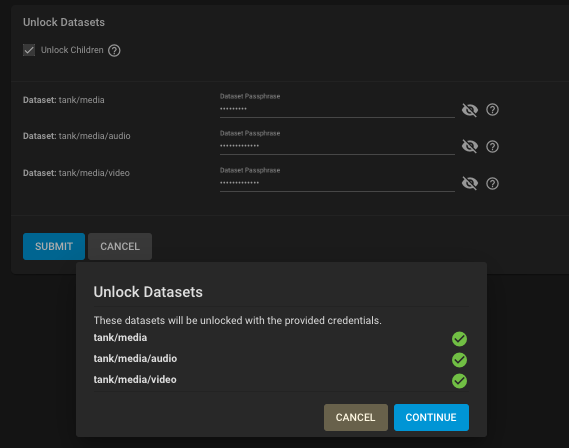 Unlock Datasets
Unlock Children
Dataset: tank/media
Dataset Passphrase
•••••••••
Dataset: tank/media/audio
Dataset Passphrase
•••••••••••••
Dataset: tank/media/video
Dataset Passphrase
•••••••••••••
SUBMIT CANCEL
Unlock Datasets
These datasets will be unlocked with the provided credentials.
tank/media
tank/media/audio
tank/media/video
CANCEL CONTINUE